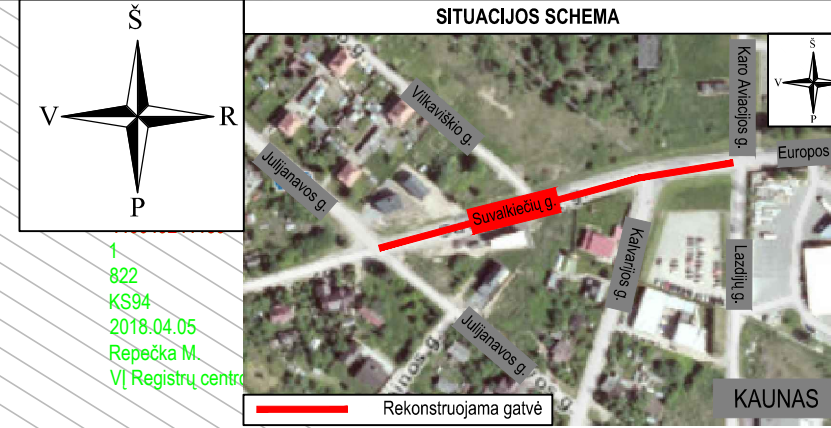 Š
V
R
P
1
822
KS94
2018.04.05
Repečka M.
VĮ Registrų centro
SITUACIJOS SCHEMA
Š
V
P
Karo Aviacijos g.
Europos
Vilkaviškio g.
Julijanavos g.
Suvalkiečių g.
Kalvarijos g.
Lazdijų g.
Julijanavos g.
KAUNAS
Rekonstruojama gatvė